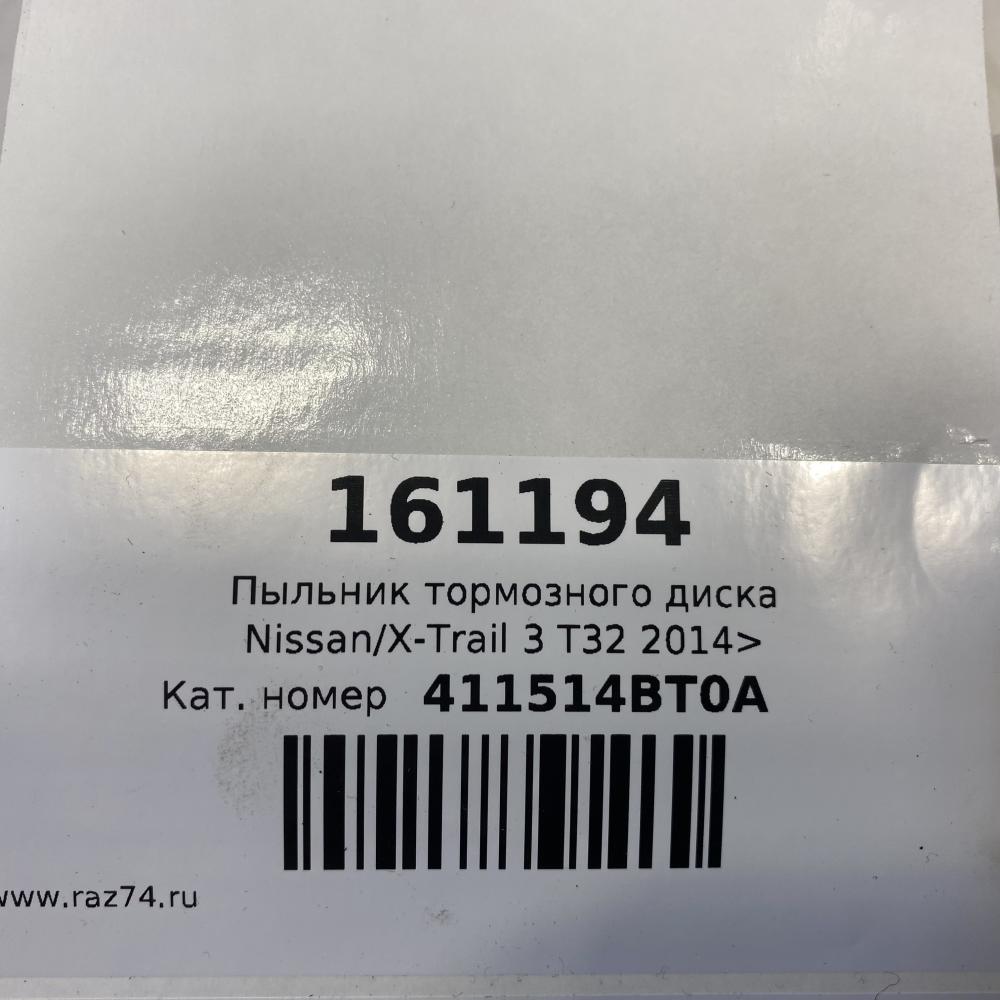 161194
Пыльник тормозного диска
Nissan/X-Trail 3 T32 2014>
Кат. номер 411514BT0A
www.raz74.ru